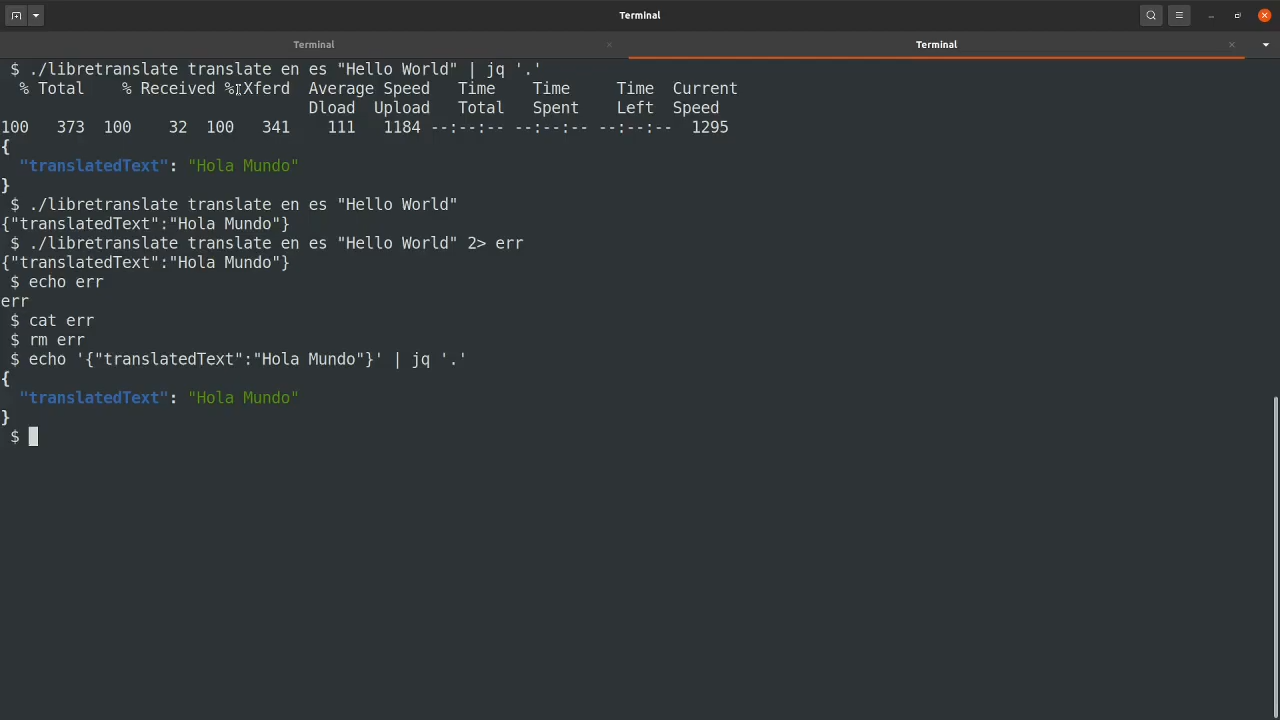 Terminal
Terminal
Terminal
$ ./libretranslate translate en es "Hello World" | jq '.'
% Total    % Received % Xferd  Average Speed   Time    Time     Time  Current
Dload  Upload   Total   Spent    Left  Speed
100   373  100    32  100   341    111   1184 --:--:-- --:--:-- --:--:--  1295
{
  "translatedText": "Hola Mundo"
}
$ ./libretranslate translate en es "Hello World"
{"translatedText":"Hola Mundo"}
$ ./libretranslate translate en es "Hello World" 2> err
{"translatedText":"Hola Mundo"}
$ echo err
err
$ cat err
$ rm err
$ echo '{"translatedText":"Hola Mundo"}' | jq '.'
{
  "translatedText": "Hola Mundo"
}
$